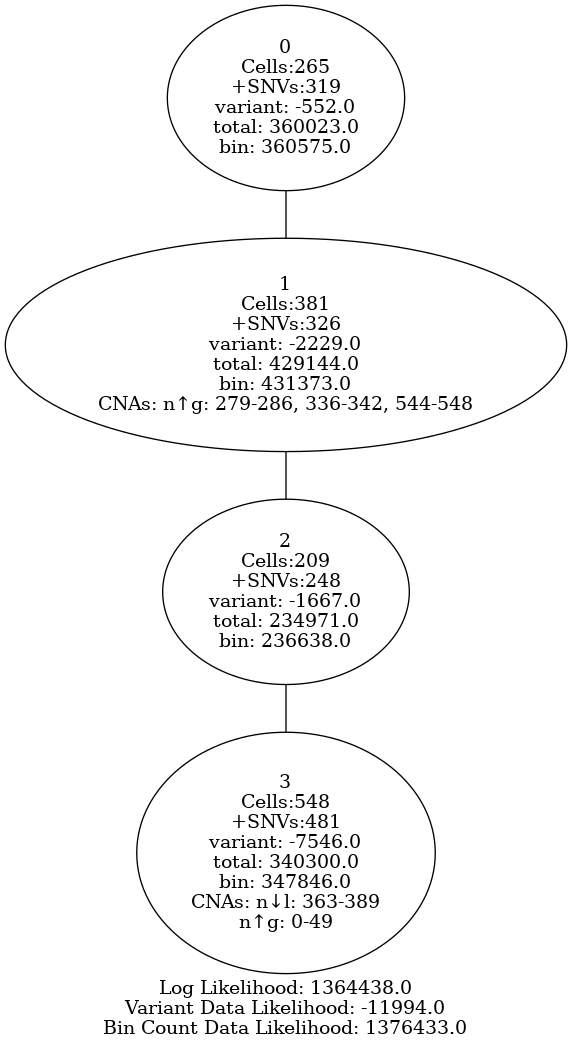 0
Cells:265
+SNVs:319
variant: -552.0
total: 360023.0
bin: 360575.0
1
Cells:381
+SNVs:326
variant: -2229.0
total: 429144.0
bin: 431373.0
CNAs: n↑g: 279-286, 336-342, 544-548
2
Cells:209
+SNVs:248
variant: -1667.0
total: 234971.0
bin: 236638.0
3
Cells:548
+SNVs:481
variant: -7546.0
total: 340300.0
bin: 347846.0
CNAs: n↓l: 363-389
n↑g: 0-49
Log Likelihood: 1364438.0
Variant Data Likelihood: -11994.0
Bin Count Data Likelihood: 1376433.0